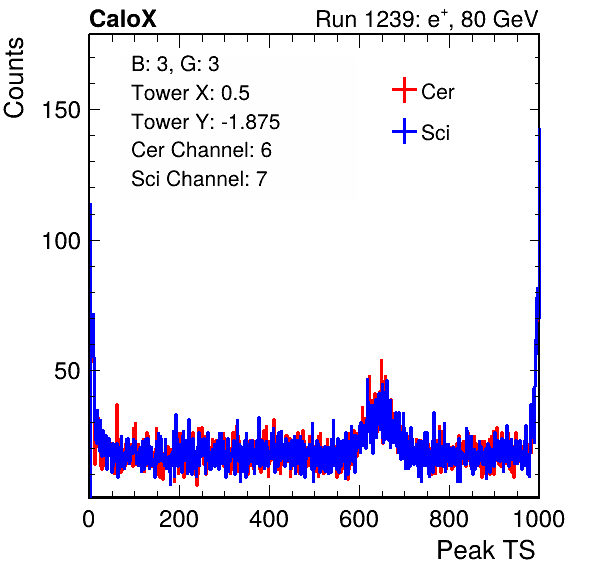 CaloX Run 1239: e⁺, 80 GeV
B: 3, G: 3
Tower X: 0.5
Tower Y: -1.875
Cer Channel: 6
Sci Channel: 7
Cer
Sci
Counts
150
100
50
0 200 400 600 800 1000
Peak TS